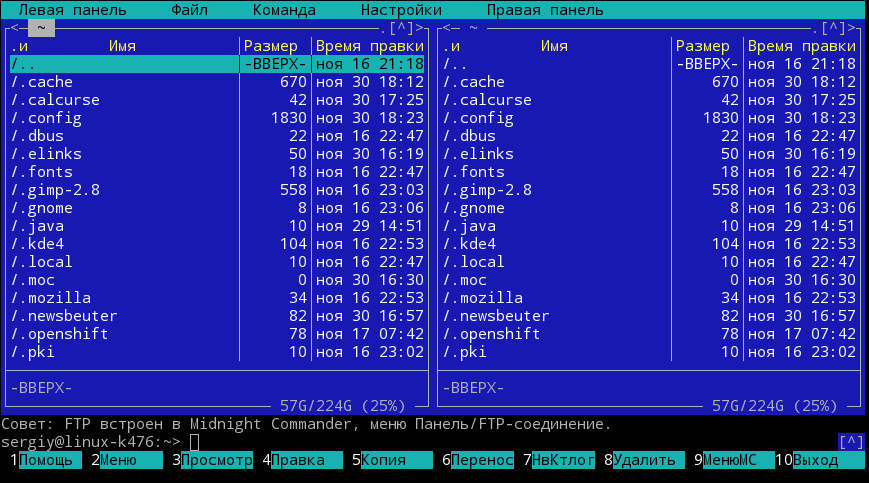 Левая панель Файл Команда Настройки Правая панель
<─ ~ .[^]> <─ ~ .[^]>
.и Имя Размер Время правки .и Имя Размер Время правки
/.. -ВВЕРХ- ноя 16 21:18 /.. -ВВЕРХ- ноя 16 21:18
/.cache 670 ноя 30 18:12 /.cache 670 ноя 30 18:12
/.calcurse 42 ноя 30 17:25 /.calcurse 42 ноя 30 17:25
/.config 1830 ноя 30 18:23 /.config 1830 ноя 30 18:23
/.dbus 22 ноя 16 22:47 /.dbus 22 ноя 16 22:47
/.elinks 50 ноя 30 16:19 /.elinks 50 ноя 30 16:19
/.fonts 18 ноя 16 22:47 /.fonts 18 ноя 16 22:47
/.gimp-2.8 558 ноя 16 23:03 /.gimp-2.8 558 ноя 16 23:03
/.gnome 8 ноя 16 23:06 /.gnome 8 ноя 16 23:06
/.java 10 ноя 29 14:51 /.java 10 ноя 29 14:51
/.kde4 104 ноя 16 22:53 /.kde4 104 ноя 16 22:53
/.local 10 ноя 16 22:47 /.local 10 ноя 16 22:47
/.moc 0 ноя 30 16:30 /.moc 0 ноя 30 16:30
/.mozilla 34 ноя 16 22:53 /.mozilla 34 ноя 16 22:53
/.newsbeuter 82 ноя 30 16:57 /.newsbeuter 82 ноя 30 16:57
/.openshift 78 ноя 17 07:42 /.openshift 78 ноя 17 07:42
/.pki 10 ноя 16 23:02 /.pki 10 ноя 16 23:02
-ВВЕРХ- -ВВЕРХ-
57G/224G (25%) 57G/224G (25%)
Совет: FTP встроен в Midnight Commander, меню Панель/FTP-соединение.
sergiy@linux-k476:~> [^]
1Помощь 2Меню 3Просмотр 4Правка 5Копия 6Перенос 7НвКтлог 8Удалить 9МенюMC 10Выход